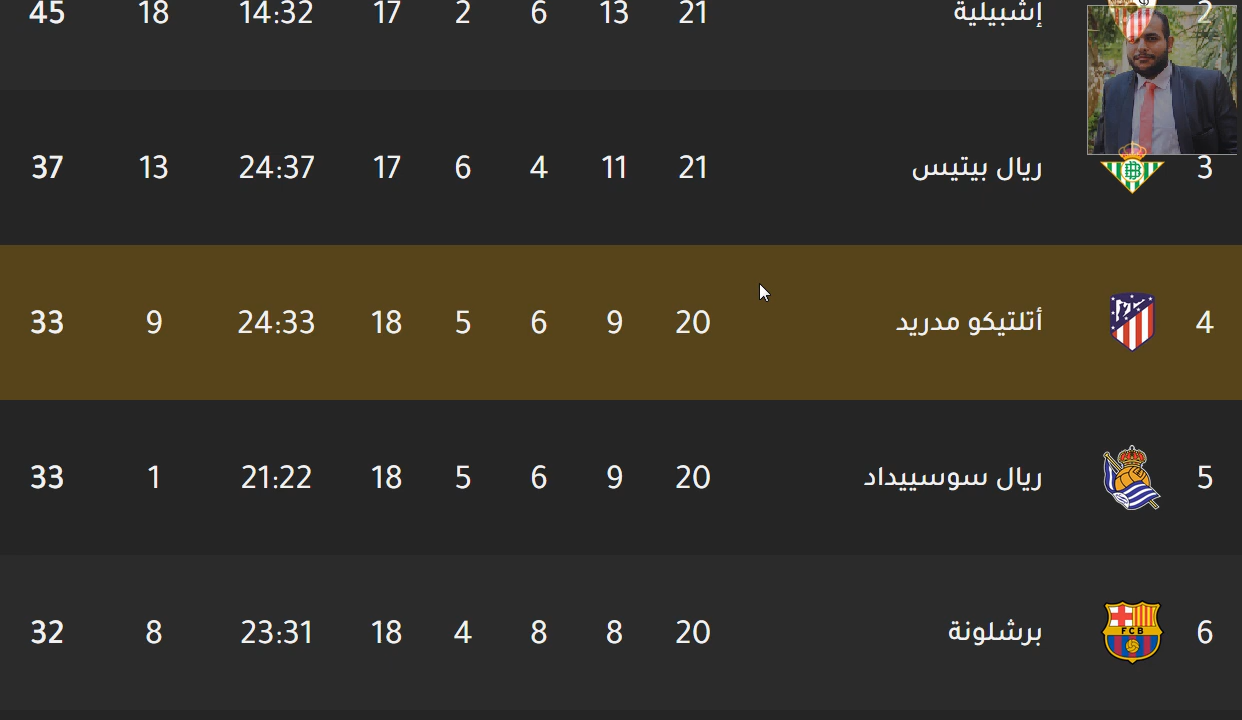 2 إشبيلية 21 13 6 2 17 14:32 18 45
3 ريال بيتيس 21 11 4 6 17 24:37 13 37
4 أتلتيكو مدريد 20 9 6 5 18 24:33 9 33
5 ريال سوسييداد 20 9 6 5 18 21:22 1 33
6 FCB برشلونة 20 8 8 4 18 23:31 8 32